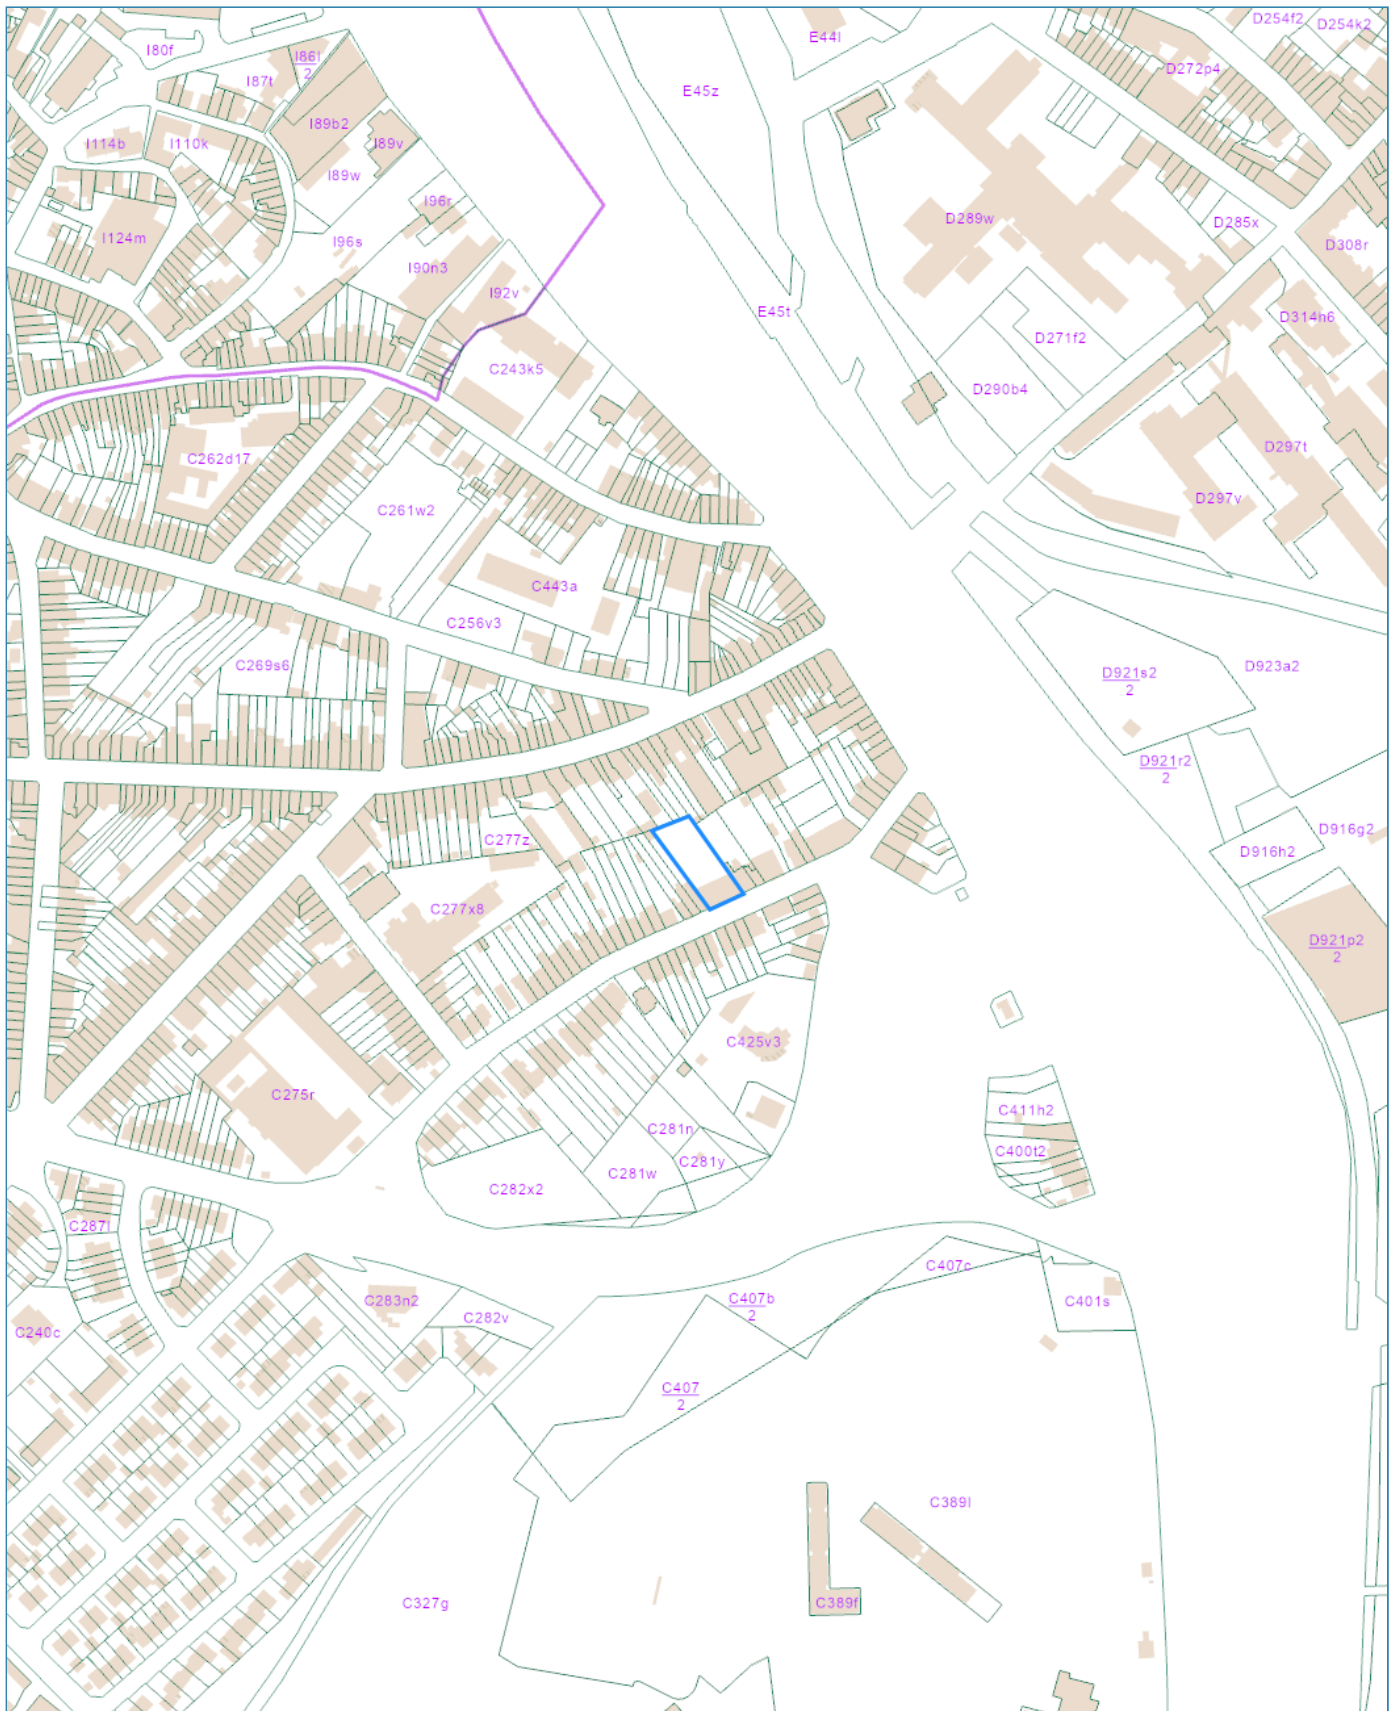 D254f2
D254k2
E44l
I80f
I86l
2
D272p4
I87t
E45z
I89b2
I114b
I110k
I89v
I89w
I96r
D289w
D285x
I124m
I96s
D308r
I90n3
I92v
E45t
D314n6
D271f2
C243k5
D290b4
D297t
C262d17
D297v
C261w2
C443a
C256v3
C269s6
D923a2
D921s2
2
D921r2
2
D916g2
C277z
D916h2
C277x8
D921p2
2
C425v3
C275r
C411h2
C281n
C400t2
C281y
C281w
C282x2
C287l
C407c
C407b
2
C283n2
C401s
C282v
C240c
C407
2
C389l
C327g
C389f